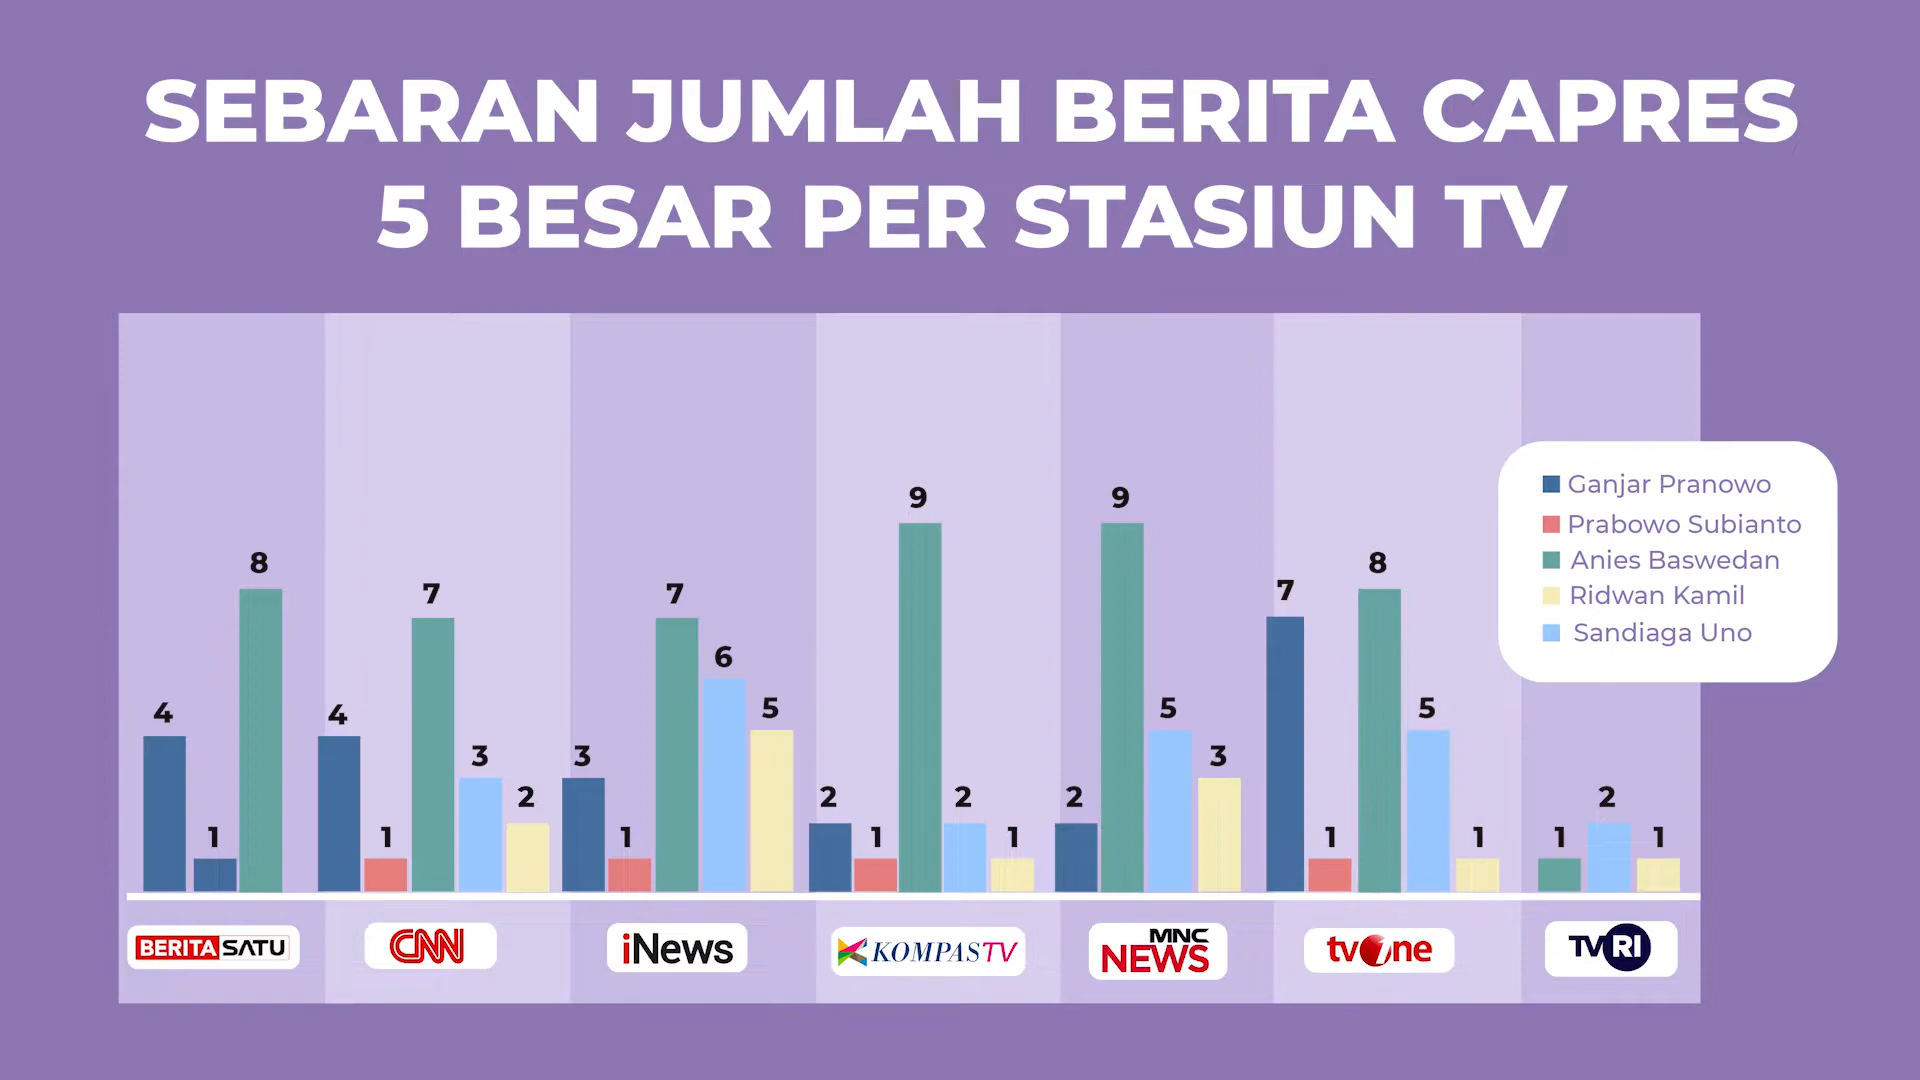 SEBARAN JUMLAH BERITA CAPRES
5 BESAR PER STASIUN TV
Ganjar Pranowo
Prabowo Subianto
Anies Baswedan
Ridwan Kamil
Sandiaga Uno
4 1 8
4 1 7 3 2
3 1 7 6 5
2 1 9 2 1
2 9 5 3
7 1 8 5 1
1 2 1
BERITA SATU
CNN
iNews
KOMPAS TV
MNC
NEWS
tvOne
TVRI